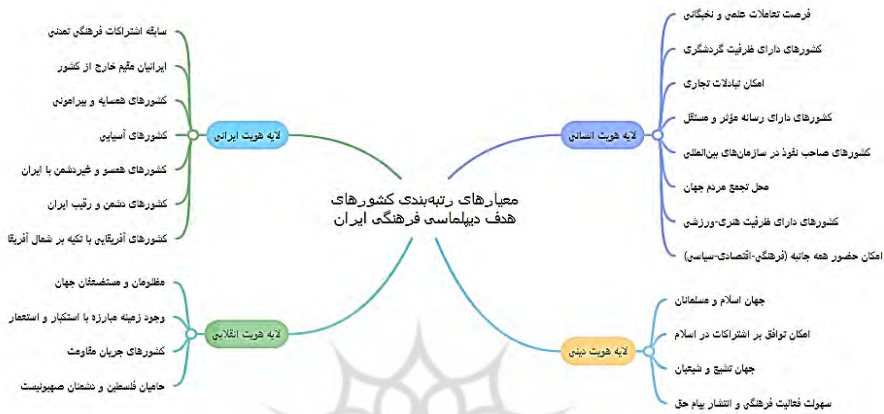 معیارهای رتبه‌بندی کشورهای
هدف دیپلماسی فرهنگی ایران
لایه هویت انسانی
فرصت تعاملات علمی و نخبگانی
کشورهای دارای ظرفیت گردشگری
امکان تبادلات تجاری
کشورهای دارای رسانه مؤثر و مستقل
کشورهای صاحب نفوذ در سازمان‌های بین‌المللی
محل تجمع مردم جهان
کشورهای دارای ظرفیت هنری-ورزشی
امکان حضور همه جانبه (فرهنگی-اقتصادی-سیاسی)
لایه هویت دینی
جهان اسلام و مسلمانان
امکان توافق بر اشتراکات در اسلام
جهان تشیع و شیعیان
سهولت فعالیت فرهنگی و انتشار پیام حق
لایه هویت ایرانی
سابقه اشتراکات فرهنگی تمدنی
ایرانیان مقیم خارج از کشور
کشورهای همسایه و پیرامونی
کشورهای آسیایی
کشورهای همسو و غیردشمن با ایران
کشورهای دشمن و رقیب ایران
کشورهای آفریقایی با تکیه بر شمال آفریقا
لایه هویت انقلابی
مظلومان و مستضعفان جهان
وجود زمینه مبارزه با استکبار و استعمار
کشورهای جریان مقاومت
حامیان فلسطین و دشمنان صهیونیست